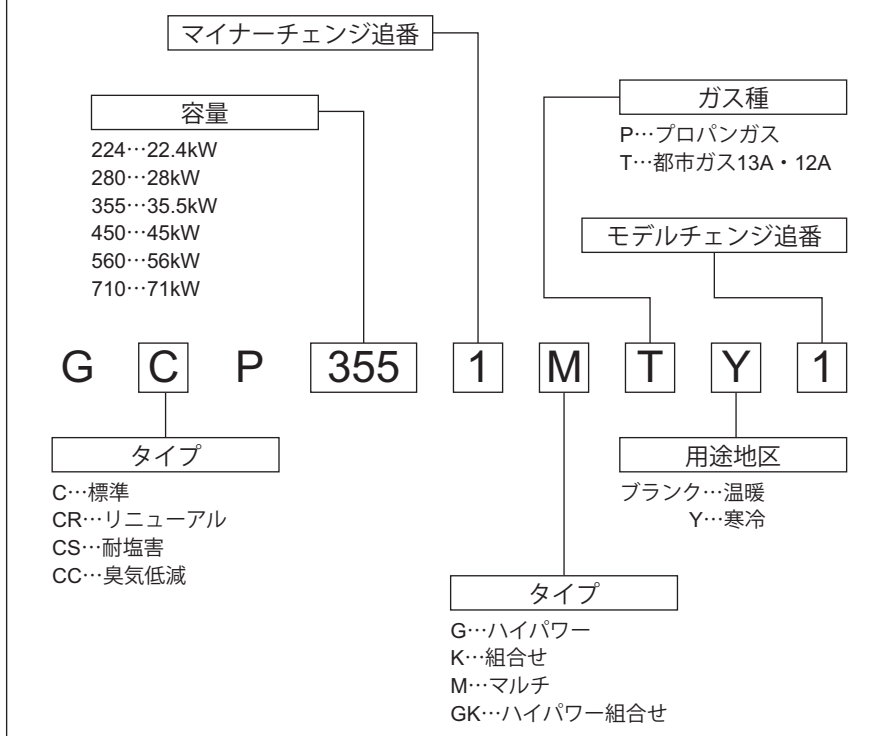 マイナーチェンジ追番
容量
224…22.4kW
280…28kW
355…35.5kW
450…45kW
560…56kW
710…71kW
ガス種
P…プロパンガス
T…都市ガス13A・12A
モデルチェンジ追番
G C P 355 1 M T Y 1
タイプ
C…標準
CR…リニューアル
CS…耐塩害
CC…臭気低減
用途地区
ブランク…温暖
Y…寒冷
タイプ
G…ハイパワー
K…組合せ
M…マルチ
GK…ハイパワー組合せ